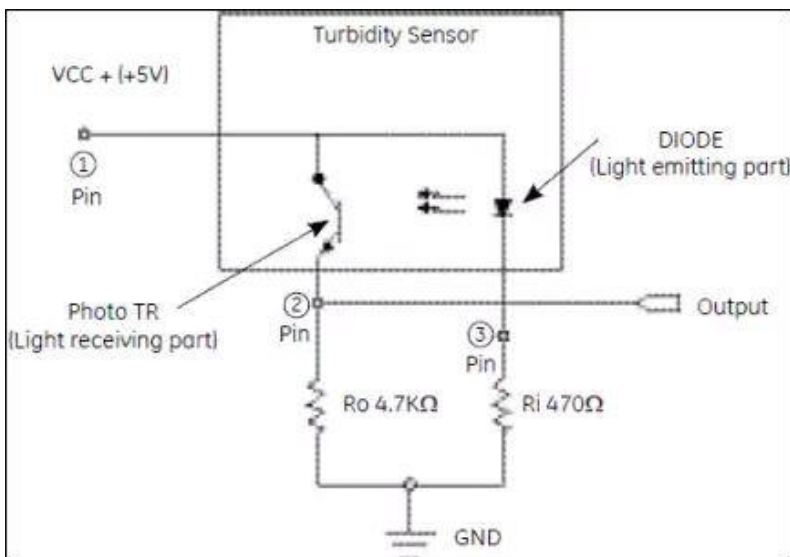 Turbidity Sensor
VCC + (+5V)
① 
Pin
DIODE
(Light emitting part)
Photo TR
(Light receiving part)
②
Pin
Output
③
Pin
Ro 4.7KΩ
Ri 470Ω
GND